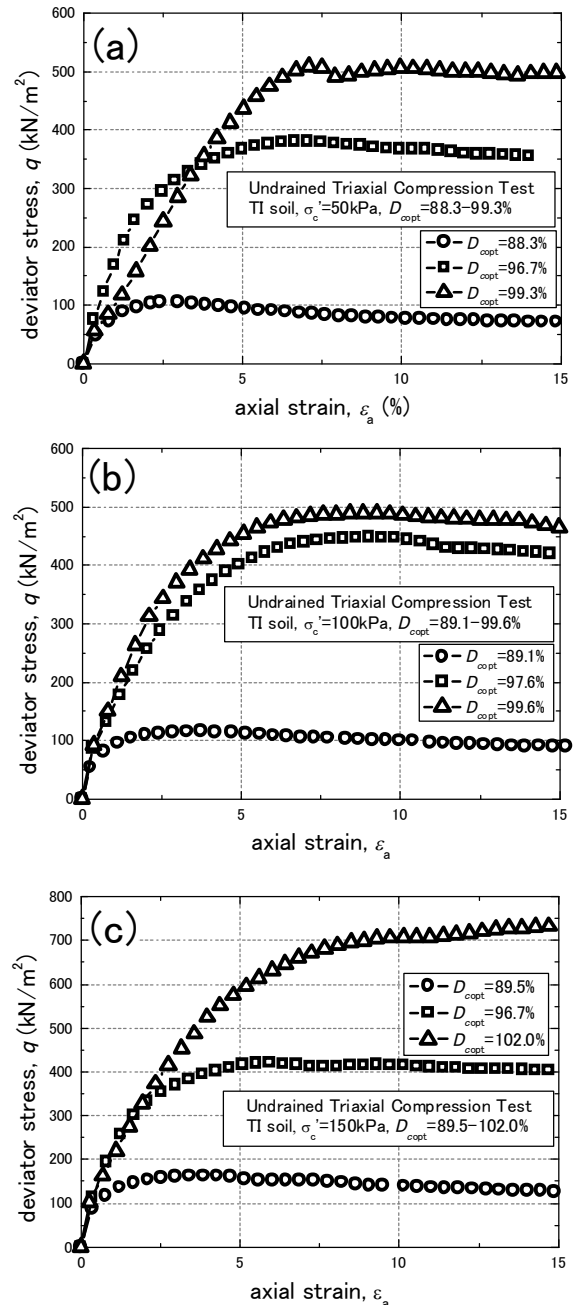 (a)
600
500
400
300
200
100
0
deviator stress, q (kN/m²)
Undrained Triaxial Compression Test
TI soil, σc'=50kPa, Dcopt=88.3-99.3%
Dcopt=88.3%
Dcopt=96.7%
Dcopt=99.3%
0 5 10 15
axial strain, εa (%)
(b)
600
500
400
300
200
100
0
deviator stress, q (kN/m²)
Undrained Triaxial Compression Test
TI soil, σc'=100kPa, Dcopt=89.1-99.6%
Dcopt=89.1%
Dcopt=97.6%
Dcopt=99.6%
0 5 10 15
axial strain, εa
(c)
800
700
600
500
400
300
200
100
0
deviator stress, q (kN/m²)
Dcopt=89.5%
Dcopt=96.7%
Dcopt=102.0%
Undrained Triaxial Compression Test
TI soil, σc'=150kPa, Dcopt=89.5-102.0%
0 5 10 15
axial strain, εa